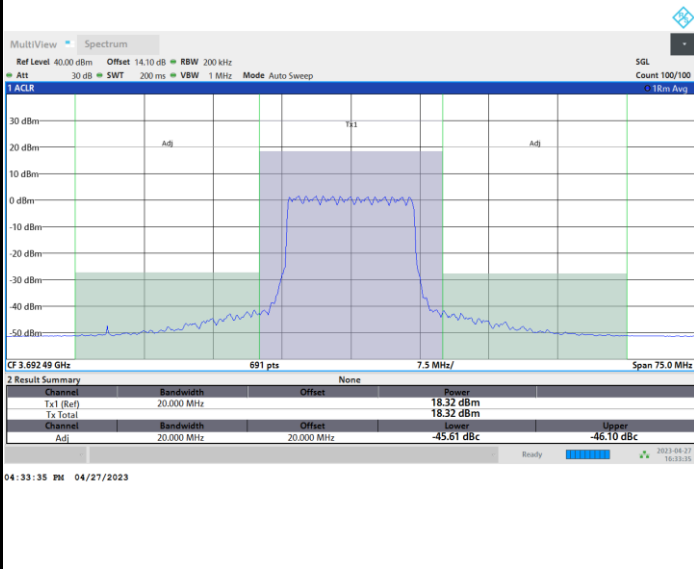 MultiView Spectrum
Ref Level 40.00 dBm Offset 14.10 dB RBW 200 kHz SGL
Att 30 dB SWT 200 ms VBW 1 MHz Mode Auto Sweep Count 100/100
1 ACLR 1Rm Avg
30 dBm
Tx1
20 dBm Adj Adj
10 dBm
0 dBm
-10 dBm
-20 dBm
-30 dBm
-40 dBm
-50 dBm
CF 3.692 49 GHz 691 pts 7.5 MHz/ Span 75.0 MHz
2 Result Summary None
Channel Bandwidth Offset Power
Tx1 (Ref) 20.000 MHz 18.32 dBm
Tx Total 18.32 dBm
Channel Bandwidth Offset Lower Upper
Adj 20.000 MHz 20.000 MHz -45.61 dBc -46.10 dBc
Ready 2023-04-27
16:33:35
04:33:35 PM 04/27/2023